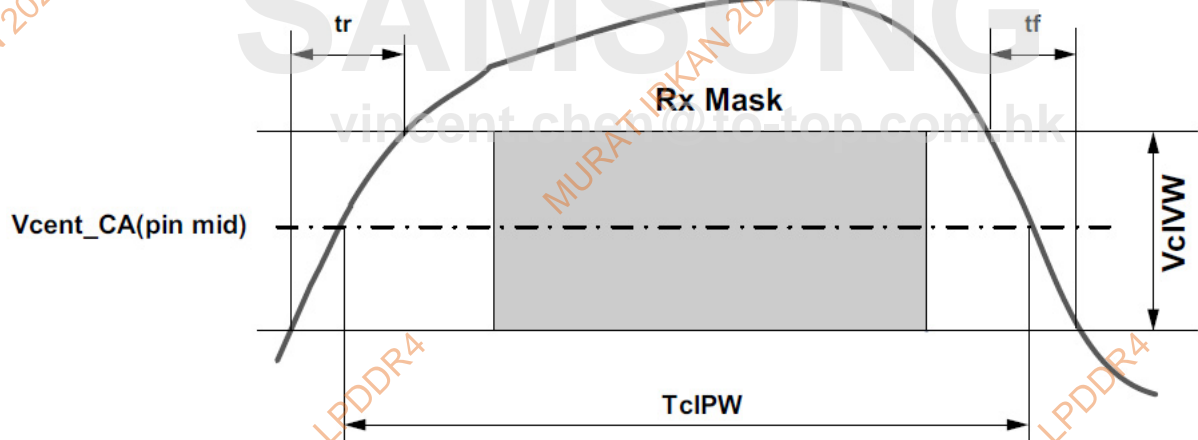 SAMSUNG
tr
tf
MURAT IRKAN 202
Rx Mask
vincent.chen@to-top.com.hk
Vcent_CA(pin mid)
VcIVW
LPDDR4
LPDDR4
TcIPW